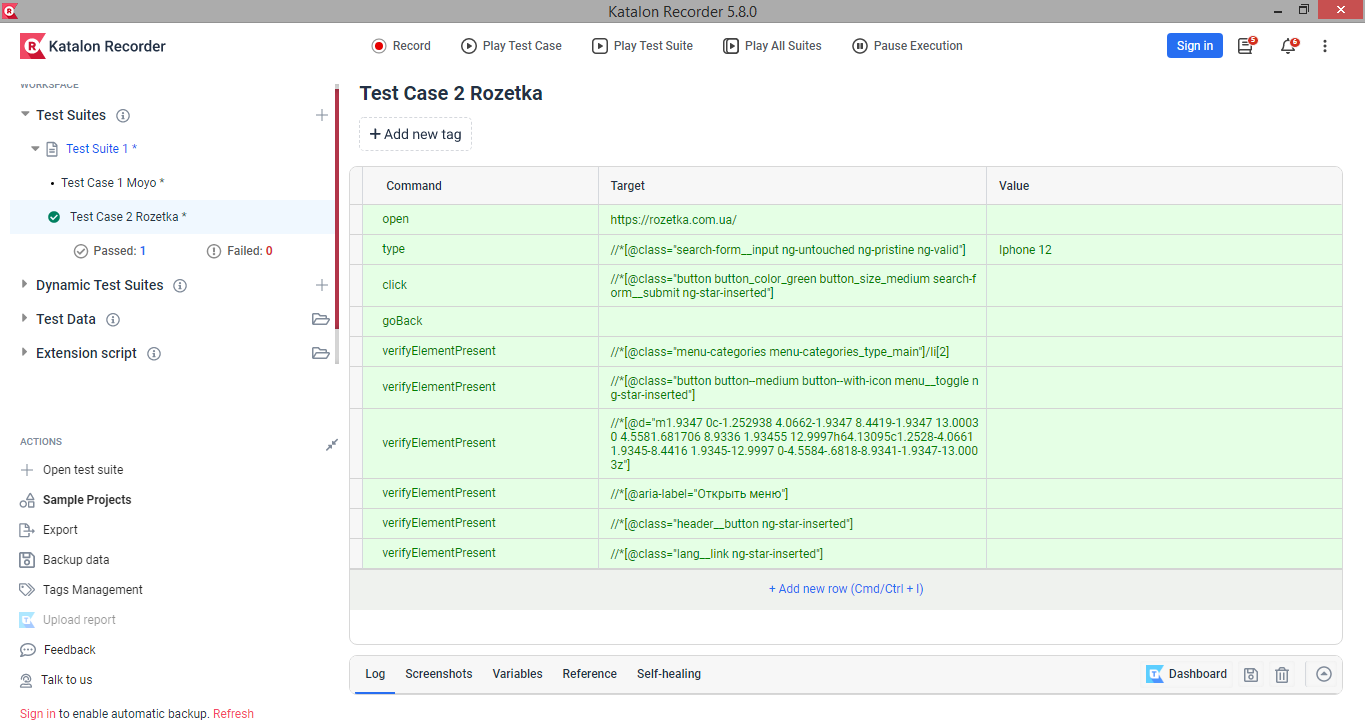 Katalon Recorder 5.8.0
Katalon Recorder
Record
Play Test Case
Play Test Suite
Play All Suites
Pause Execution
Sign in
5
6
WORKSPACE
Test Suites
Test Suite 1 *
Test Case 1 Moyo *
Test Case 2 Rozetka *
Passed: 1
Failed: 0
Dynamic Test Suites
Test Data
Extension script
ACTIONS
Open test suite
Sample Projects
Export
Backup data
Tags Management
Upload report
Feedback
Talk to us
Sign in to enable automatic backup. Refresh
Test Case 2 Rozetka
+ Add new tag
Command Target Value
open https://rozetka.com.ua/
type //*[@class="search-form__input ng-untouched ng-pristine ng-valid"] Iphone 12
click //*[@class="button button_color_green button_size_medium search-f
orm__submit ng-star-inserted"]
goBack
verifyElementPresent //*[@class="menu-categories menu-categories_type_main"]/li[2]
verifyElementPresent //*[@class="button button--medium button--with-icon menu__toggle n
g-star-inserted"]
verifyElementPresent //*[@d="m1.9347 0c-1.252938 4.0662-1.9347 8.4419-1.9347 13.0003
0 4.5581.681706 8.9336 1.93455 12.9997h64.13095c1.2528-4.0661
1.9345-8.4416 1.9345-12.9997 0-4.5584-.6818-8.9341-1.9347-13.000
3z"]
verifyElementPresent //*[@aria-label="Открыть меню"]
verifyElementPresent //*[@class="header__button ng-star-inserted"]
verifyElementPresent //*[@class="lang__link ng-star-inserted"]
+ Add new row (Cmd/Ctrl + I)
Log
Screenshots
Variables
Reference
Self-healing
Dashboard